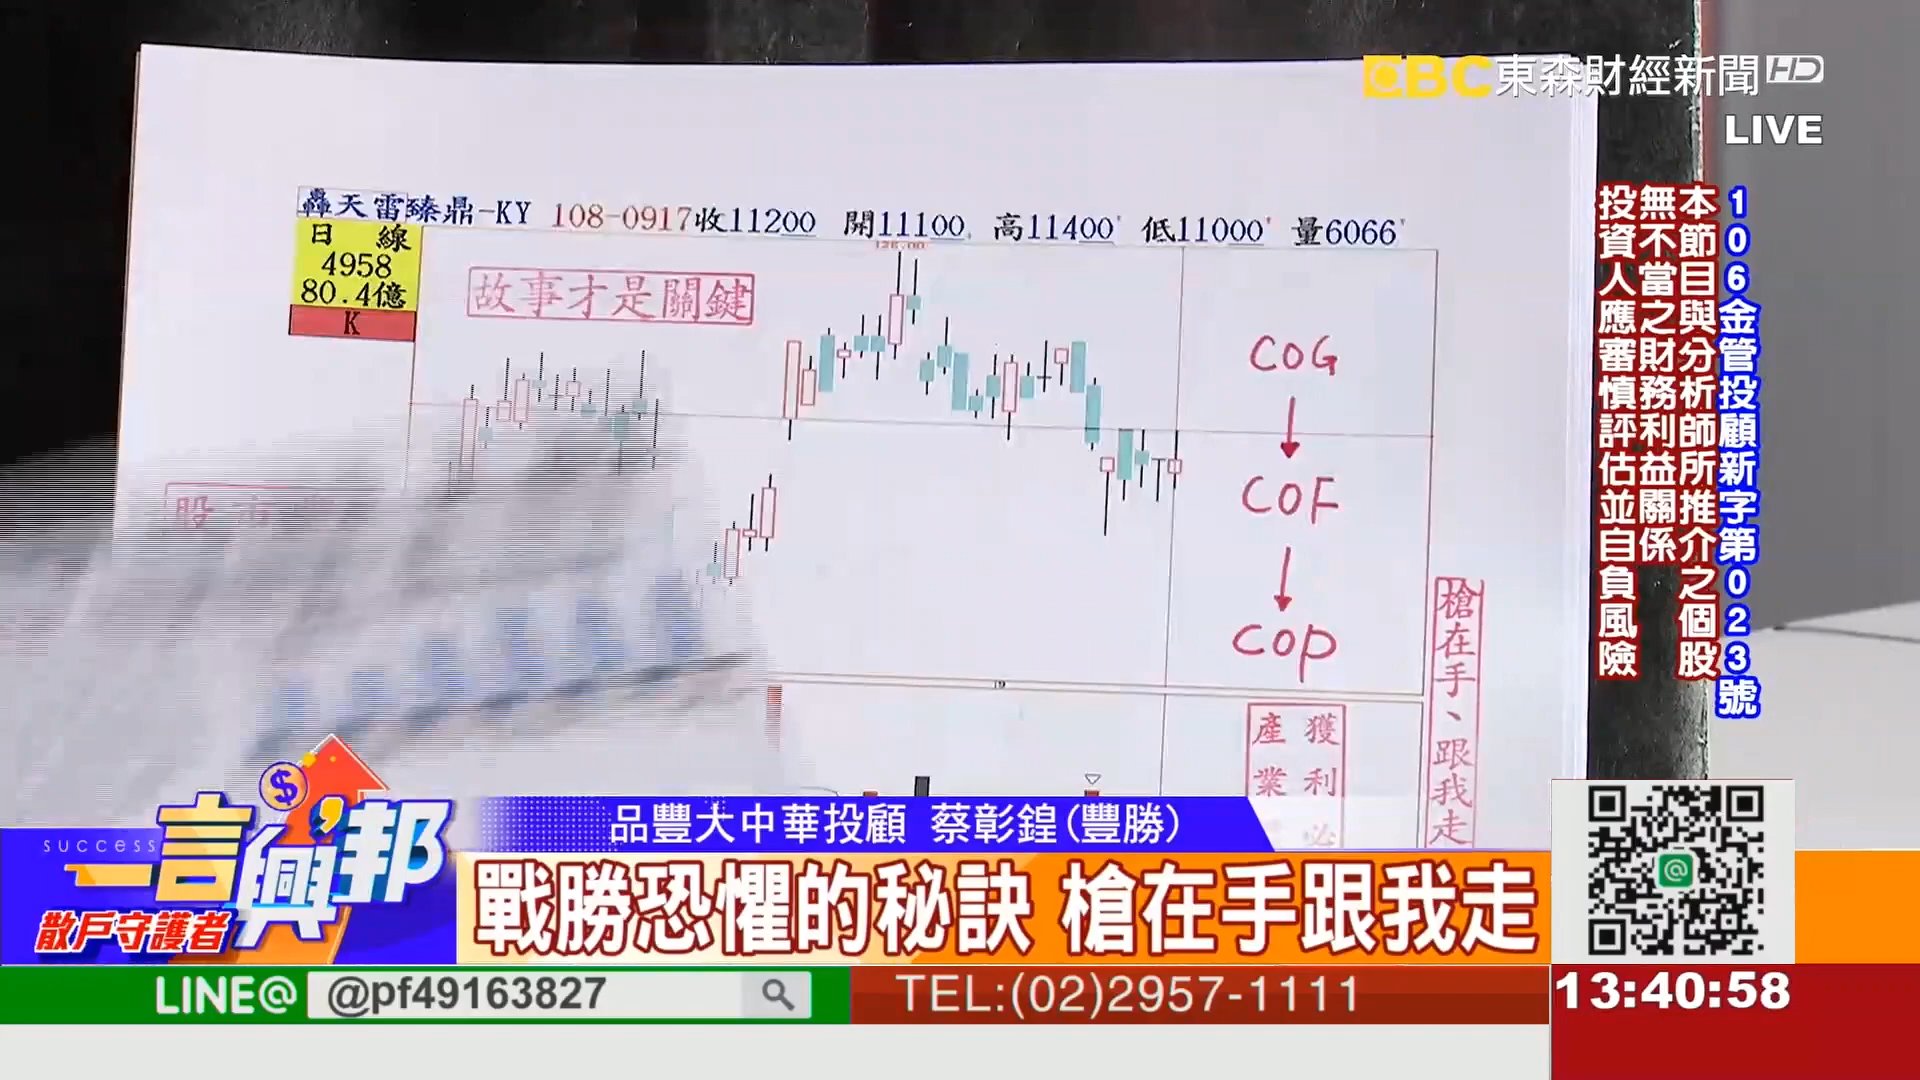 EBC 東森財經新聞 HD
LIVE
轟天雷臻鼎-KY 108-0917收11200 開11100 高11400 低11000 量6066
日 線
4958
80.4億
K
126.00
故事才是關鍵
COG
COF
COP
股市
19
槍在手、跟我走
獲利必
產業
106金管投顧新字第023號
本節目與分析師所推介之個股
無不當之財務利益關係
投資人應審慎評估並自負風險
success
一言興邦
散戶守護者
品豐大中華投顧 蔡彰鍠(豐勝)
戰勝恐懼的秘訣 槍在手跟我走
LINE@ @pf49163827
TEL:(02)2957-1111
13:40:58